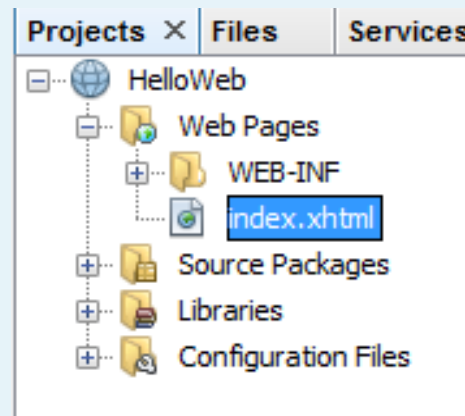 Projects Files Services
HelloWeb
Web Pages
WEB-INF
index.xhtml
Source Packages
Libraries
Configuration Files